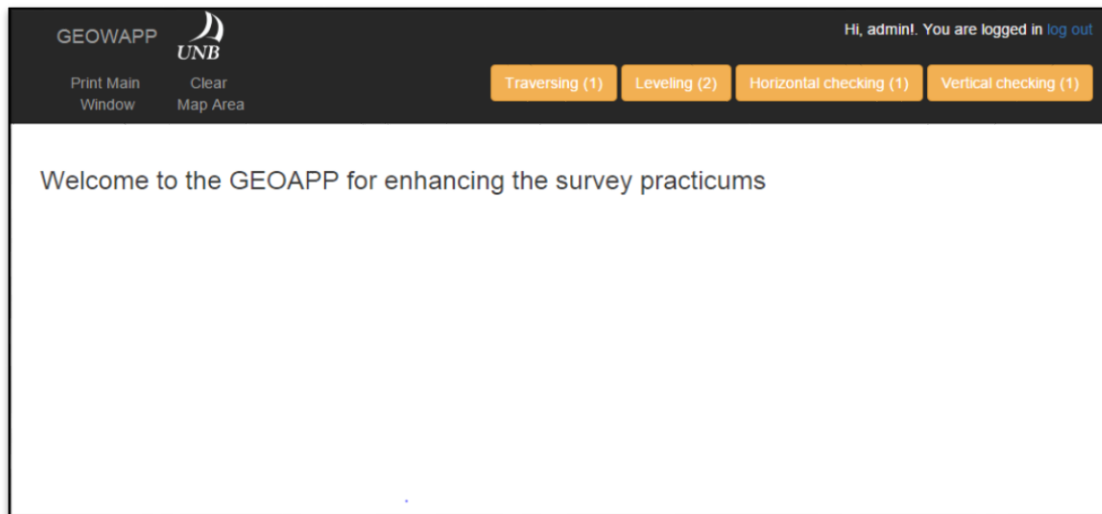 GEOWAPP
UNB
Hi, admin!. You are logged in log out
Print Main
Window
Clear
Map Area
Traversing (1)
Leveling (2)
Horizontal checking (1)
Vertical checking (1)
Welcome to the GEOAPP for enhancing the survey practicums